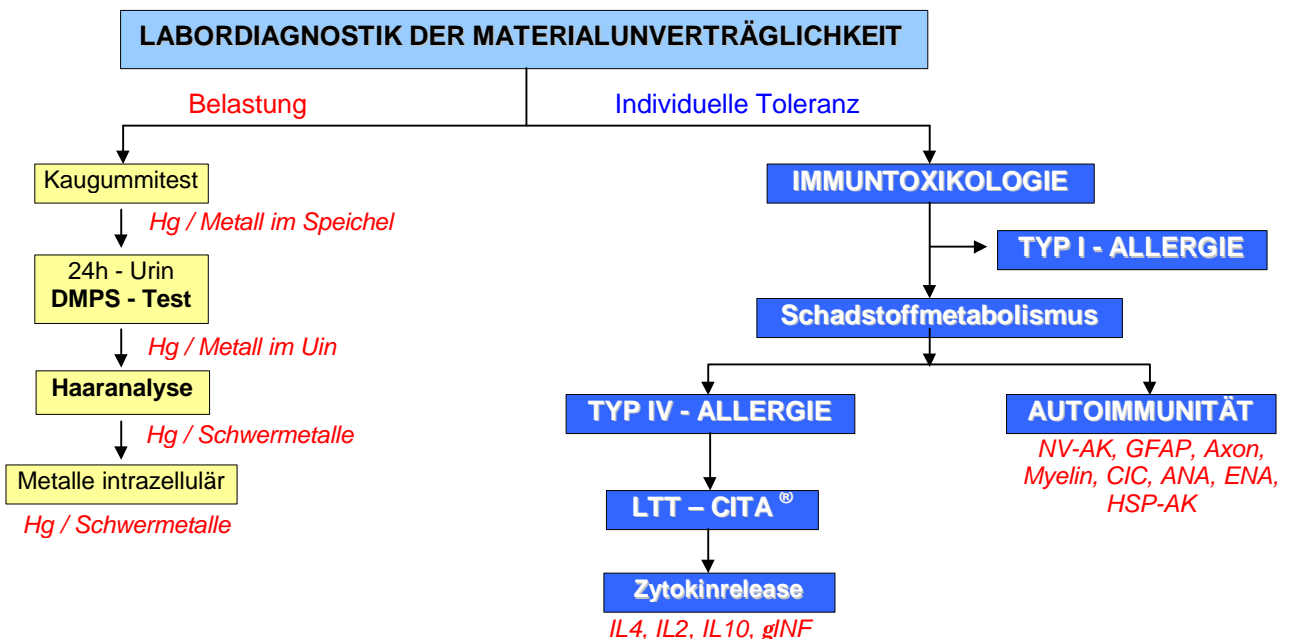 LABORDIAGNOSTIK DER MATERIALUNVERTRÄGLICHKEIT
Belastung
Individuelle Toleranz
Kaugummitest
Hg / Metall im Speichel
24h - Urin
DMPS - Test
Hg / Metall im Uin
Haaranalyse
Hg / Schwermetalle
Metalle intrazellulär
Hg / Schwermetalle
IMMUNTOXIKOLOGIE
TYP I - ALLERGIE
Schadstoffmetabolismus
TYP IV - ALLERGIE
LTT – CITA ®
Zytokinrelease
IL4, IL2, IL10, gINF
AUTOIMMUNITÄT
NV-AK, GFAP, Axon,
Myelin, CIC, ANA, ENA,
HSP-AK